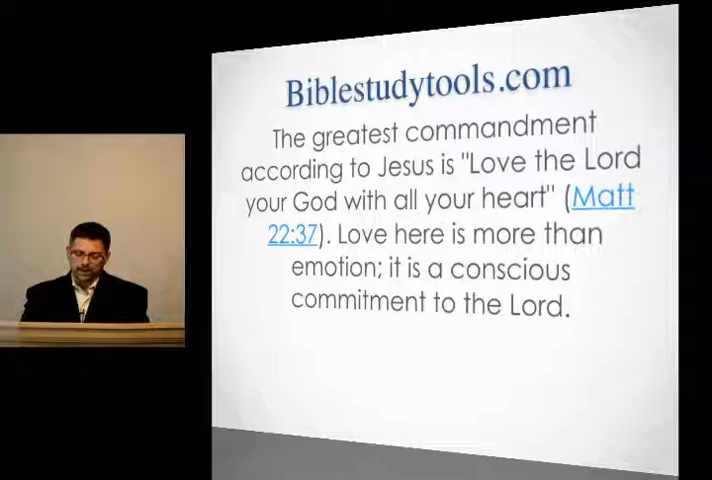 Biblestudytools.com
The greatest commandment
according to Jesus is "Love the Lord
your God with all your heart" (Matt
22:37). Love here is more than
emotion; it is a conscious
commitment to the Lord.